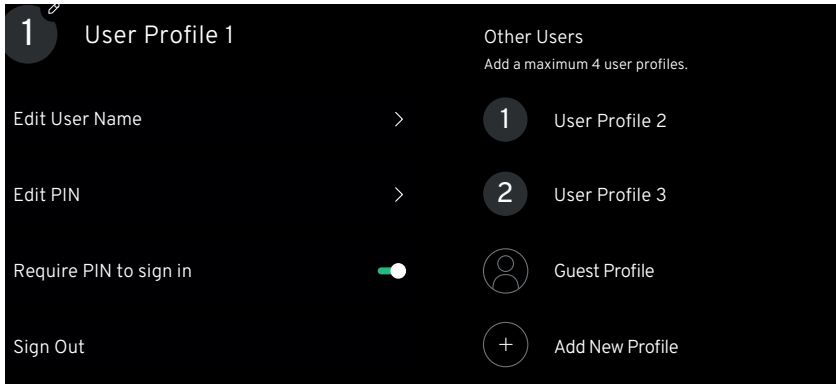 1
User Profile 1
Edit User Name
Edit PIN
Require PIN to sign in
Sign Out
Other Users
Add a maximum 4 user profiles.
1
User Profile 2
2
User Profile 3
Guest Profile
Add New Profile